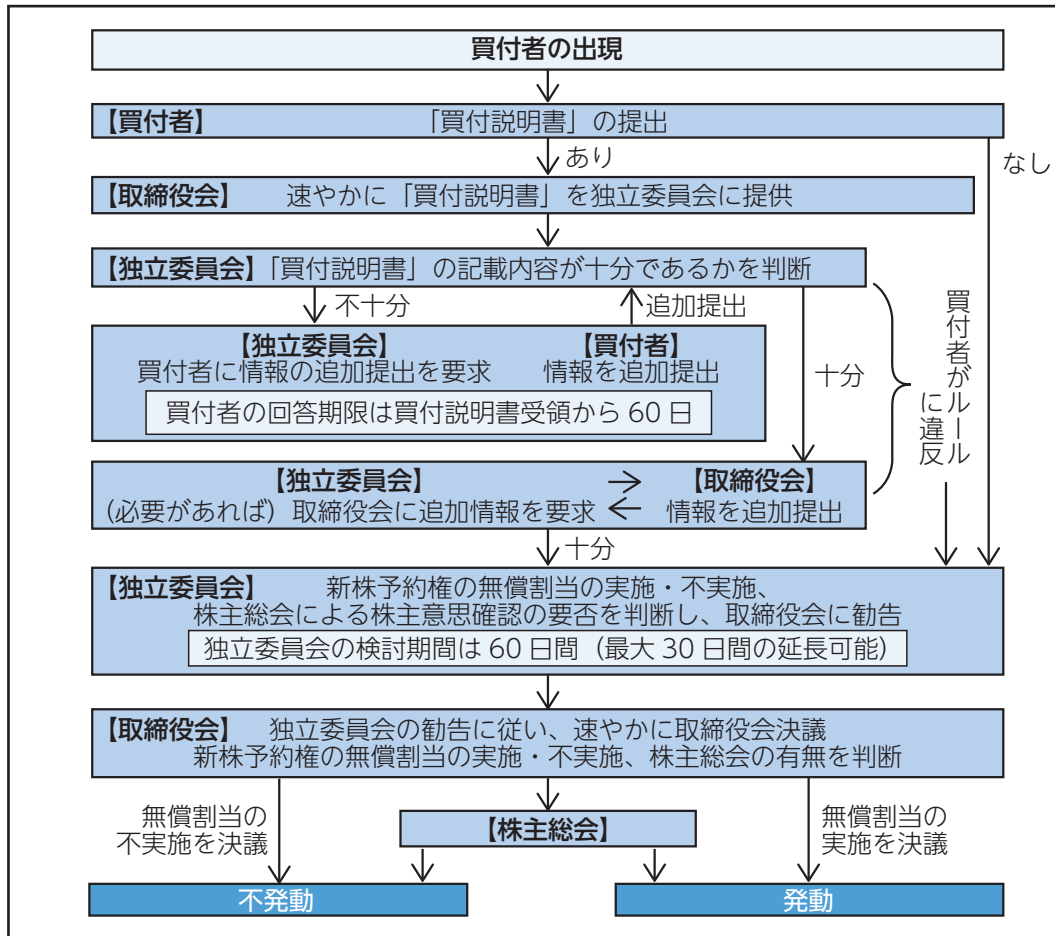 買付者の出現
【買付者】 「買付説明書」の提出
あり
なし
【取締役会】 速やかに「買付説明書」を独立委員会に提供
【独立委員会】「買付説明書」の記載内容が十分であるかを判断
不十分
追加提出
【独立委員会】 【買付者】
買付者に情報の追加提出を要求 情報を追加提出
買付者の回答期限は買付説明書受領から 60 日
十分
買付者がルール
に違反
【独立委員会】 → 【取締役会】
（必要があれば）取締役会に追加情報を要求 ← 情報を追加提出
十分
【独立委員会】 新株予約権の無償割当の実施・不実施、
株主総会による株主意思確認の要否を判断し、取締役会に勧告
独立委員会の検討期間は 60 日間（最大 30 日間の延長可能）
【取締役会】 独立委員会の勧告に従い、速やかに取締役会決議
新株予約権の無償割当の実施・不実施、株主総会の有無を判断
無償割当の
不実施を決議
【株主総会】
無償割当の
実施を決議
不発動
発動